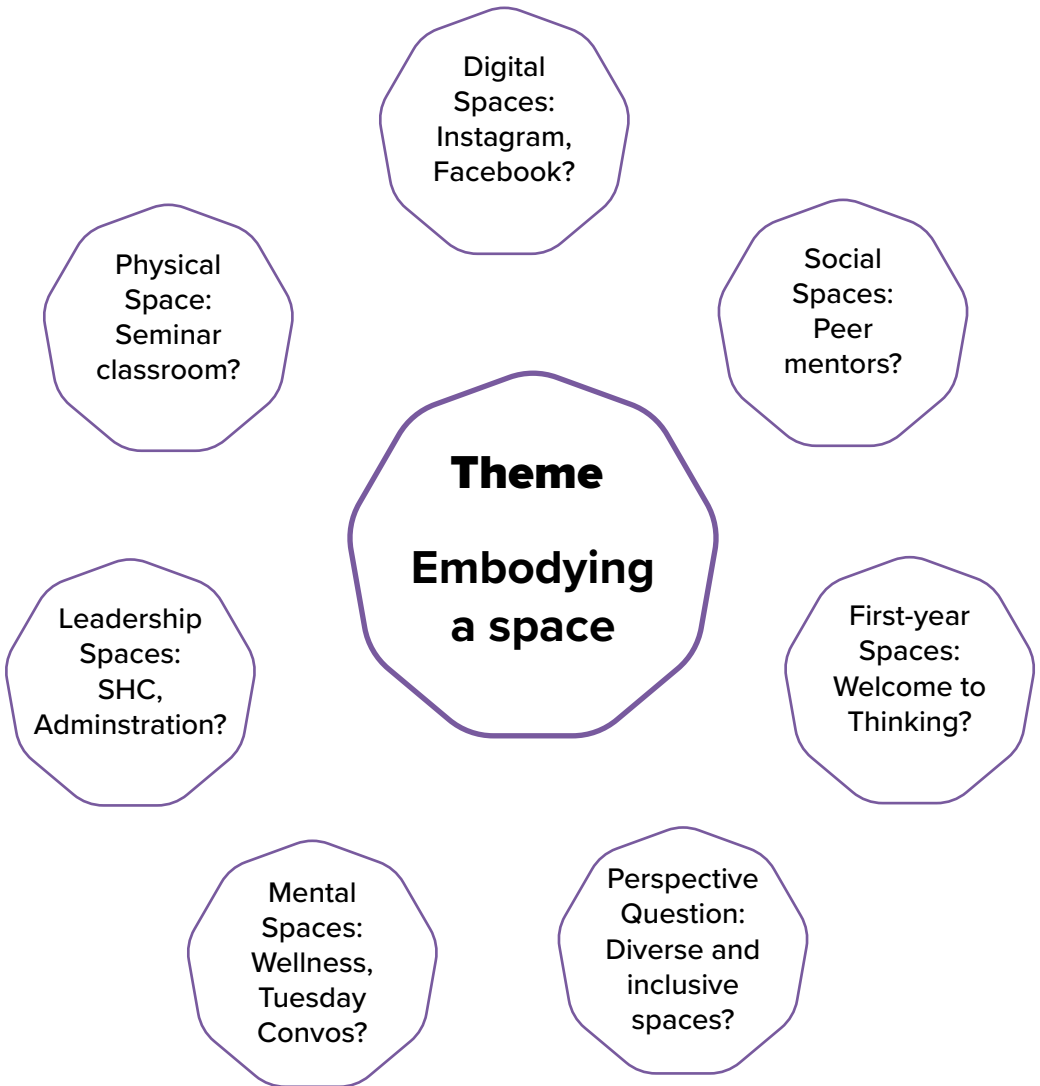 Digital
Spaces:
Instagram,
Facebook?
Physical
Space:
Seminar
classroom?
Social
Spaces:
Peer
mentors?
Theme
Embodying
a space
Leadership
Spaces:
SHC,
Adminstration?
First-year
Spaces:
Welcome to
Thinking?
Mental
Spaces:
Wellness,
Tuesday
Convos?
Perspective
Question:
Diverse and
inclusive
spaces?